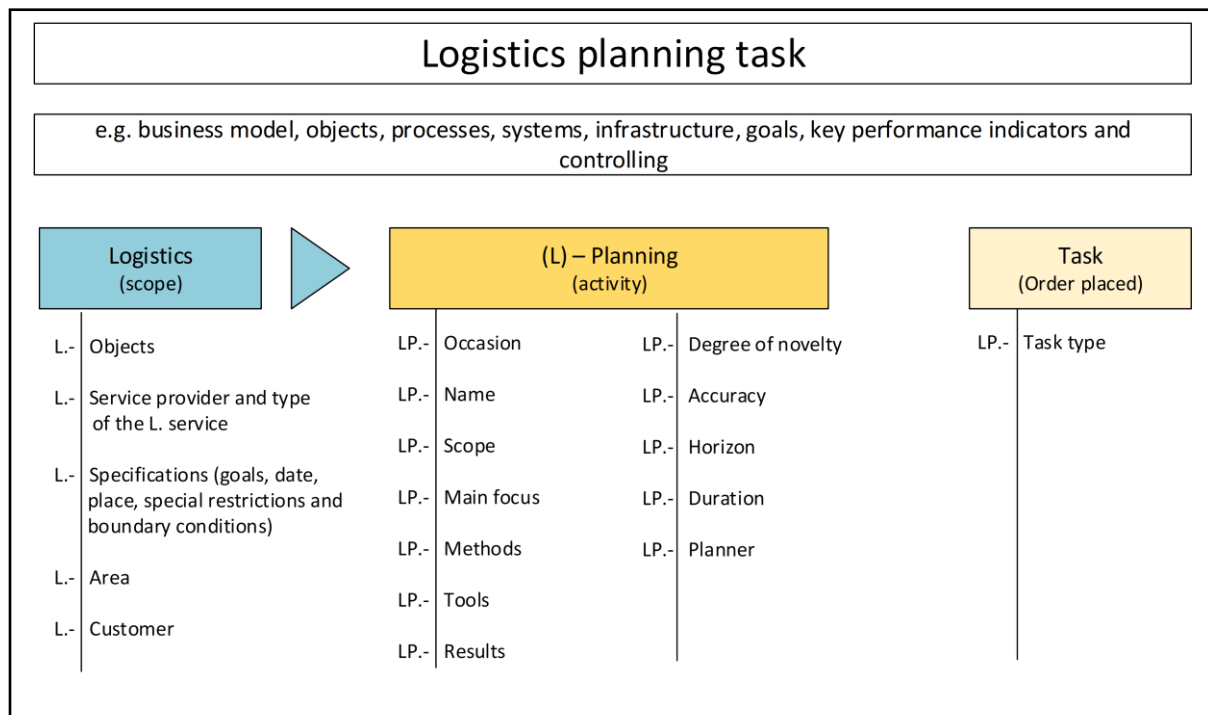 Logistics planning task
e.g. business model, objects, processes, systems, infrastructure, goals, key performance indicators and
controlling
Logistics
(scope)
L.- Objects
L.- Service provider and type
of the L. service
L.- Specifications (goals, date,
place, special restrictions and
boundary conditions)
L.- Area
L.- Customer
(L) – Planning
(activity)
LP.- Occasion
LP.- Name
LP.- Scope
LP.- Main focus
LP.- Methods
LP.- Tools
LP.- Results
LP.- Degree of novelty
LP.- Accuracy
LP.- Horizon
LP.- Duration
LP.- Planner
Task
(Order placed)
LP.- Task type